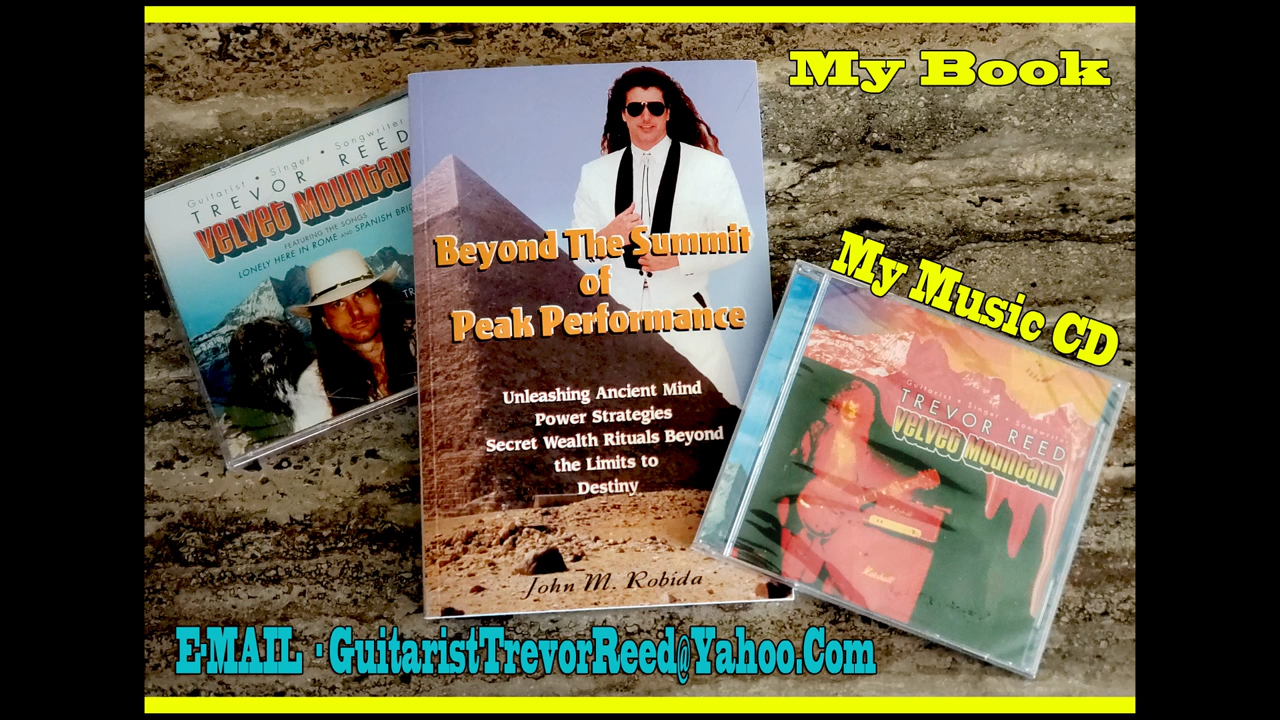 My Book
My Music CD
Guitarist • Singer • Songwriter
TREVOR REED
VELVET MOUNTAIN
FEATURING THE SONGS
LONELY HERE IN ROME AND SPANISH
Beyond The Summit
of
Peak Performance
Unleashing Ancient Mind
Power Strategies
Secret Wealth Rituals Beyond
the Limits to
Destiny
John M. Robida
Guitarist • Singer • Songwriter
TREVOR REED
VELVET MOUNTAIN
Marshall
E-MAIL - GuitaristTrevorReed@Yahoo.Com